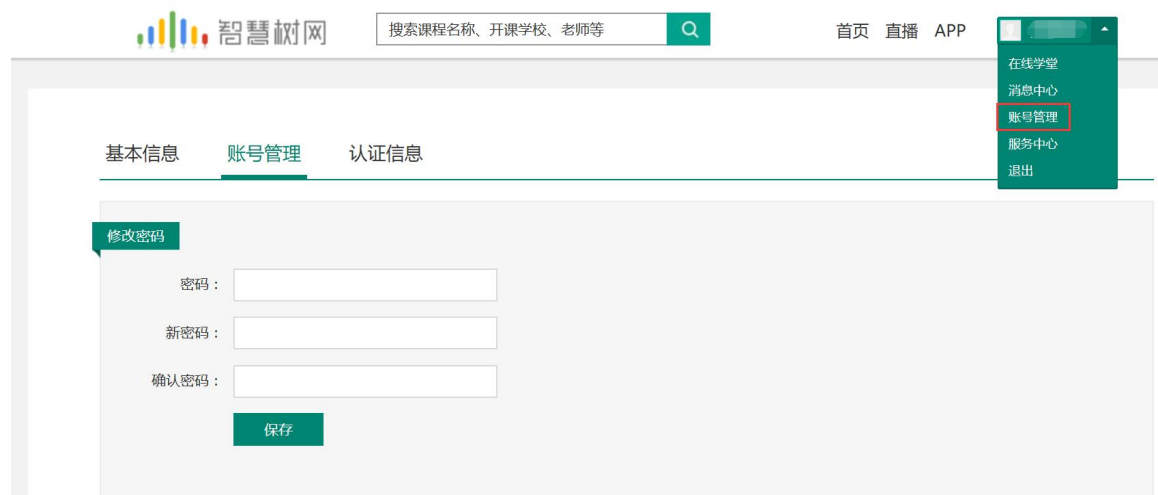 智慧树网
搜索课程名称、开课学校、老师等
首页 直播 APP
在线学堂
消息中心
账号管理
服务中心
退出
基本信息 账号管理 认证信息
修改密码
密码：
新密码：
确认密码：
保存